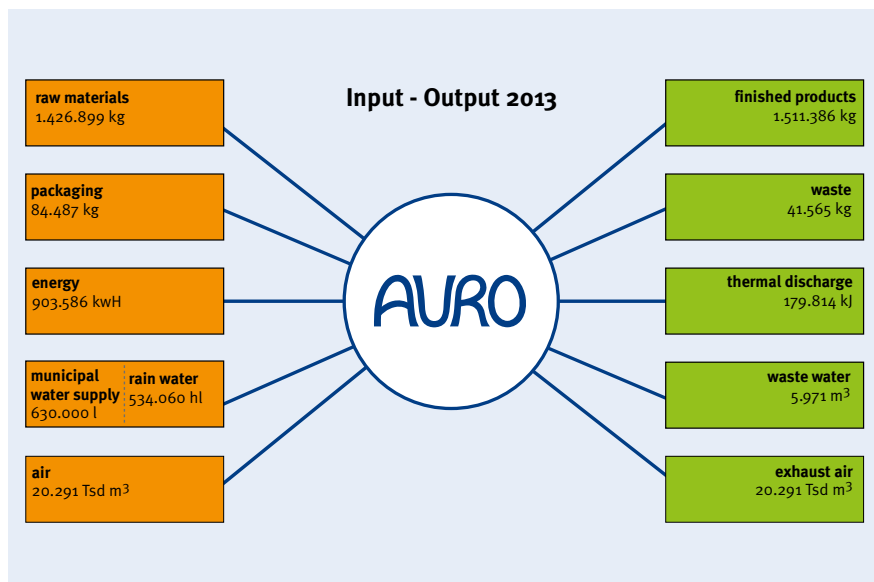 Input - Output 2013
raw materials
1.426.899 kg
packaging
84.487 kg
energy
903.586 kwH
municipal
water supply
630.000 l
rain water
534.060 hl
air
20.291 Tsd m³
AURO
finished products
1.511.386 kg
waste
41.565 kg
thermal discharge
179.814 kJ
waste water
5.971 m³
exhaust air
20.291 Tsd m³